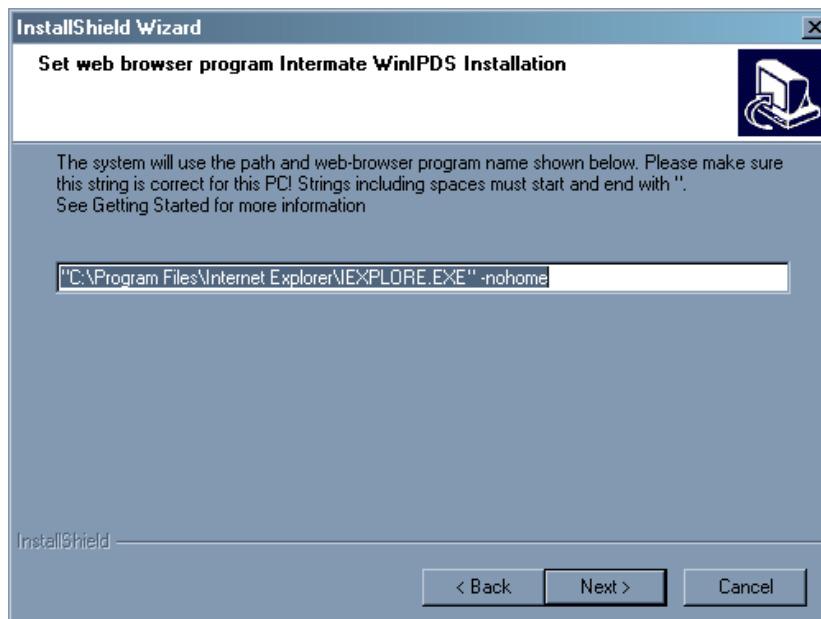 InstallShield Wizard
Set web browser program Intermate WinIPDS Installation
The system will use the path and web-browser program name shown below. Please make sure
this string is correct for this PC! Strings including spaces must start and end with ".
See Getting Started for more information
"C:\Program Files\Internet Explorer\IEXPLORE.EXE" -nohome
InstallShield
< Back Next > Cancel